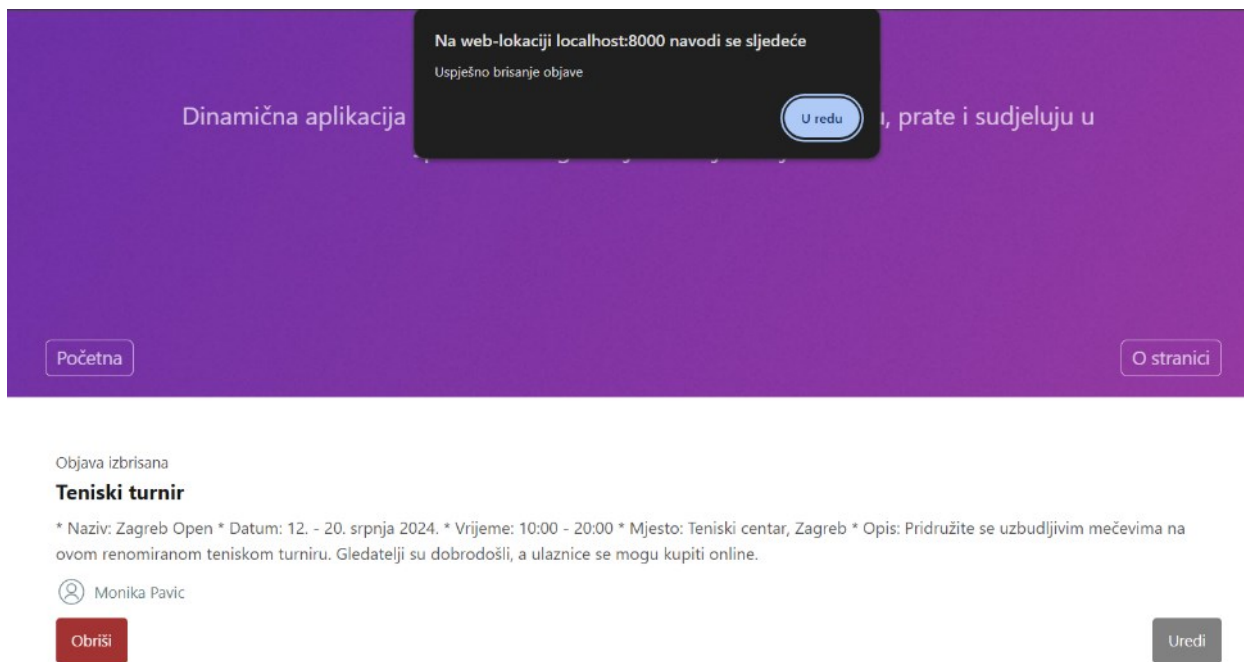 Na web-lokaciji localhost:8000 navodi se sljedeće
Uspješno brisanje objave
U redu
Dinamična aplikacija
, prate i sudjeluju u
Početna
O stranici
Objava izbrisana
Teniski turnir
* Naziv: Zagreb Open * Datum: 12. - 20. srpnja 2024. * Vrijeme: 10:00 - 20:00 * Mjesto: Teniski centar, Zagreb * Opis: Pridružite se uzbudljivim mečevima na
ovom renomiranom teniskom turniru. Gledatelji su dobrodošli, a ulaznice se mogu kupiti online.
Monika Pavic
Obriši
Uredi